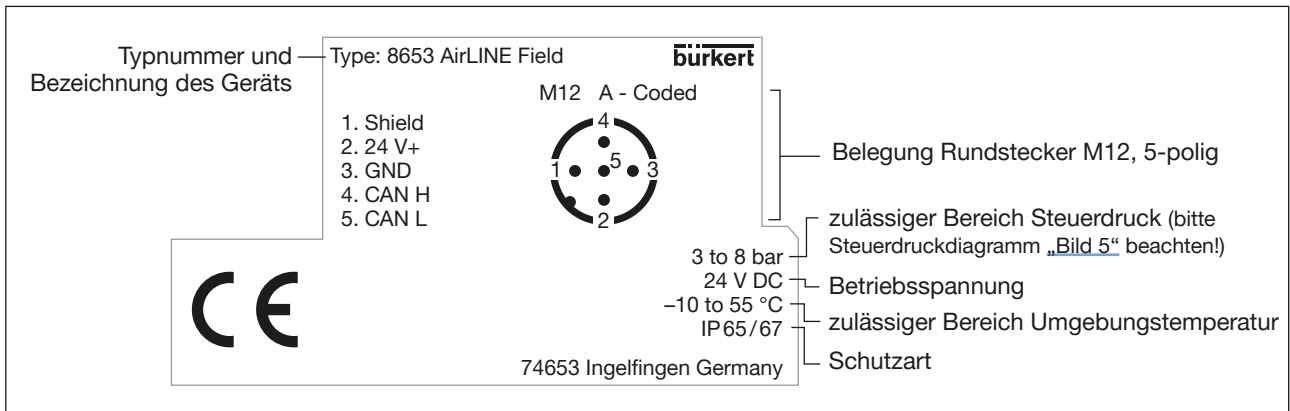 Typnummer und
Bezeichnung des Geräts
Type: 8653 AirLINE Field
bürkert
M12 A - Coded
1. Shield
2. 24 V+
3. GND
4. CAN H
5. CAN L
4
1
5
3
2
Belegung Rundstecker M12, 5-polig
3 to 8 bar
zulässiger Bereich Steuerdruck (bitte
Steuerdruckdiagramm „Bild 5“ beachten!)
24 V DC
Betriebsspannung
–10 to 55 °C
zulässiger Bereich Umgebungstemperatur
IP65/67
Schutzart
CE
74653 Ingelfingen Germany